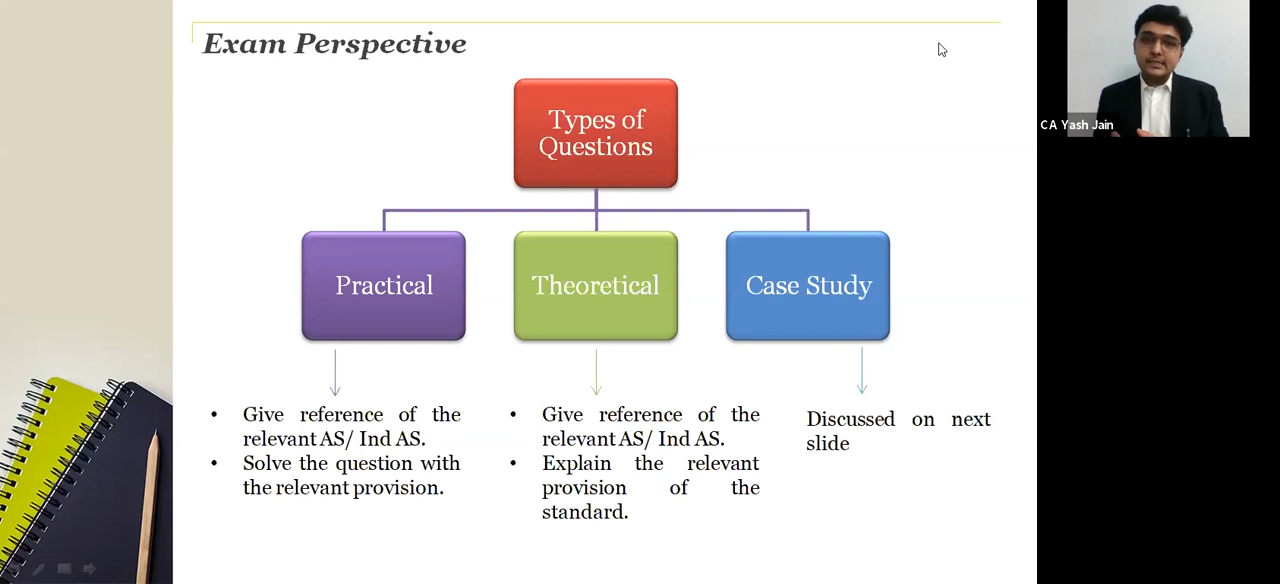 Exam Perspective
Types of
Questions
Practical
Theoretical
Case Study
• Give reference of the
relevant AS/ Ind AS.
• Solve the question with
the relevant provision.
• Give reference of the
relevant AS/ Ind AS.
• Explain the relevant
provision of the
standard.
Discussed on next
slide
CA Yash Jain